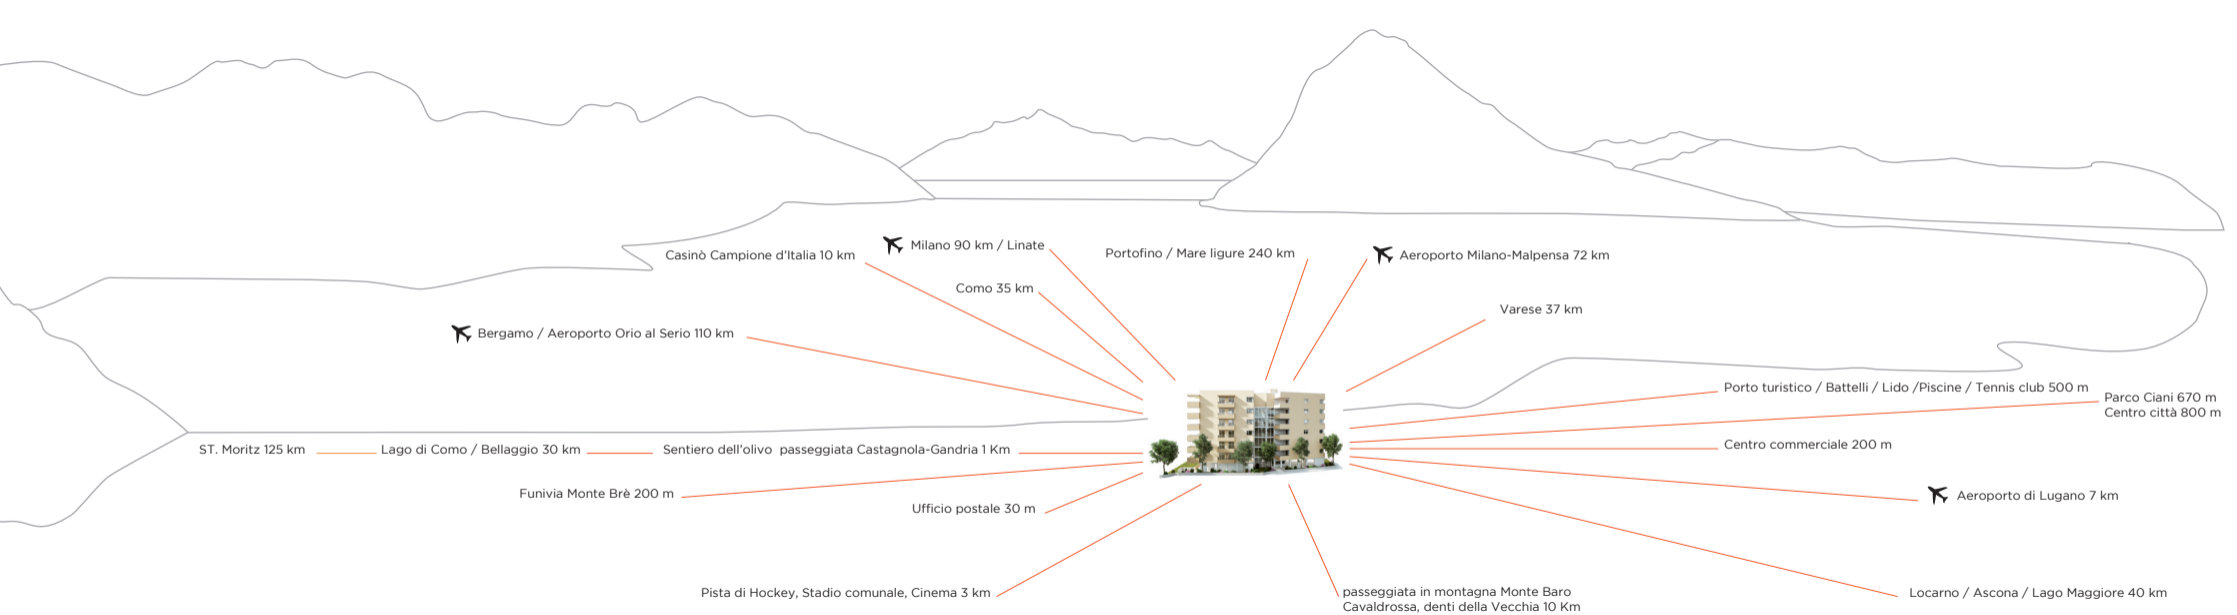 Milano 90 km / Linate
Casinò Campione d'Italia 10 km
Portofino / Mare ligure 240 km
Aeroporto Milano-Malpensa 72 km
Como 35 km
Varese 37 km
Bergamo / Aeroporto Orio al Serio 110 km
Porto turistico / Battelli / Lido /Piscine / Tennis club 500 m
Parco Ciani 670 m
Centro città 800 m
ST. Moritz 125 km
Lago di Como / Bellaggio 30 km
Sentiero dell'olivo passeggiata Castagnola-Gandria 1 Km
Centro commerciale 200 m
Funivia Monte Brè 200 m
Aeroporto di Lugano 7 km
Ufficio postale 30 m
Pista di Hockey, Stadio comunale, Cinema 3 km
passeggiata in montagna Monte Baro
Cavaldrossa, denti della Vecchia 10 Km
Locarno / Ascona / Lago Maggiore 40 km